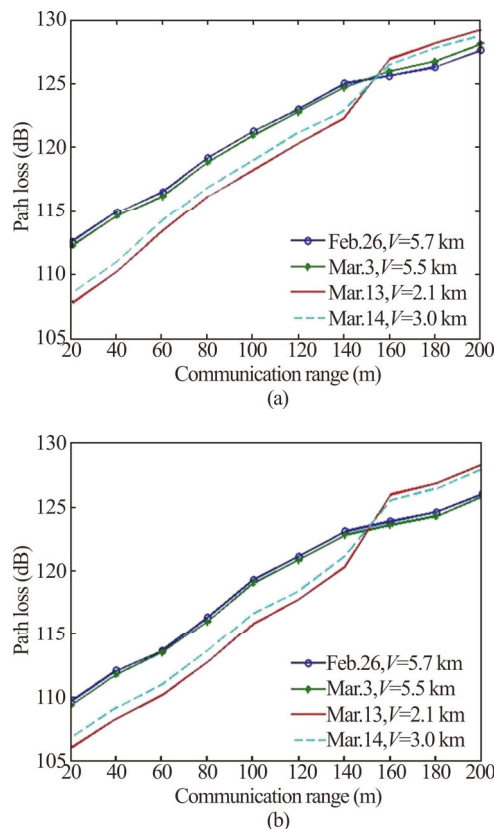 130
125
120
115
110
105
Path loss (dB)
Feb.26,V=5.7 km
Mar.3,V=5.5 km
Mar.13,V=2.1 km
Mar.14,V=3.0 km
20 40 60 80 100 120 140 160 180 200
Communication range (m)
(a)
130
125
120
115
110
105
Path loss (dB)
Feb.26,V=5.7 km
Mar.3,V=5.5 km
Mar.13,V=2.1 km
Mar.14,V=3.0 km
20 40 60 80 100 120 140 160 180 200
Communication range (m)
(b)